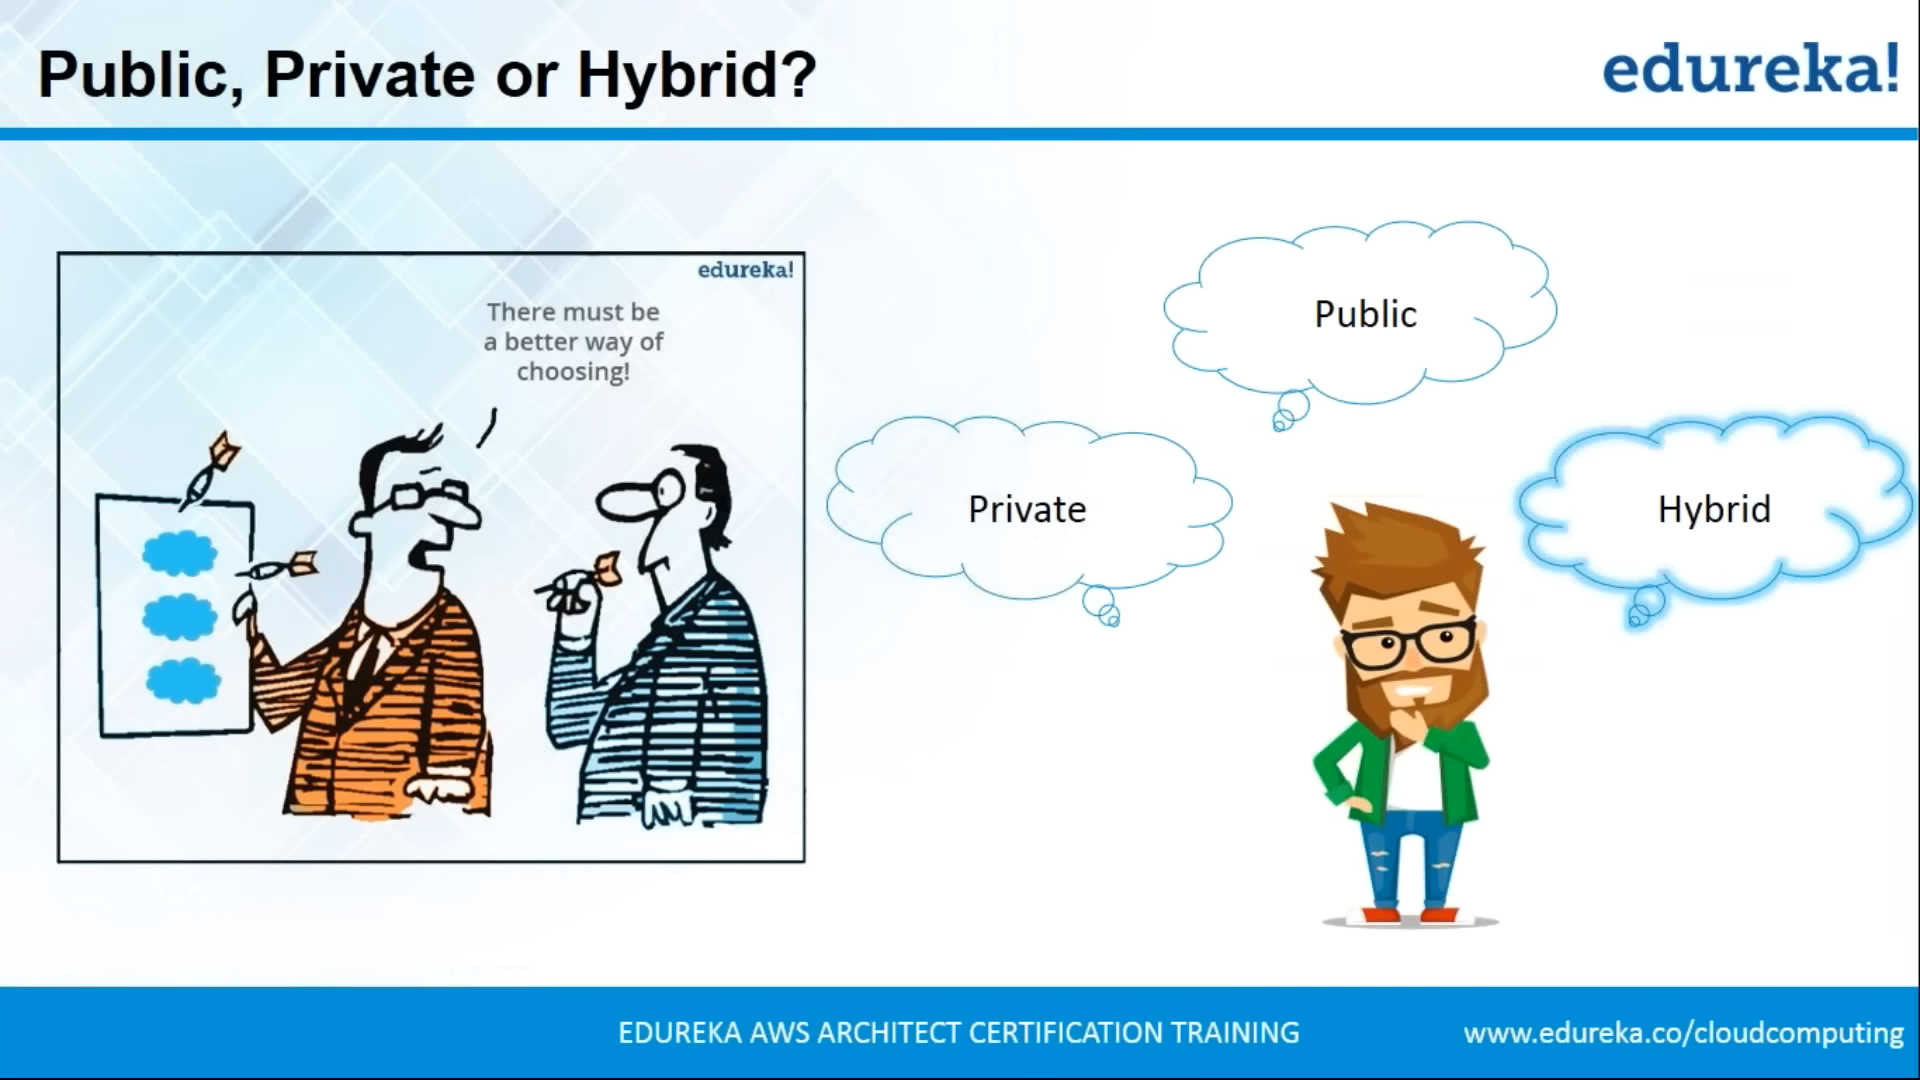 Public, Private or Hybrid?
edureka!
edureka!
There must be
a better way of
choosing!
Public
Private
Hybrid
EDUREKA AWS ARCHITECT CERTIFICATION TRAINING
www.edureka.co/cloudcomputing